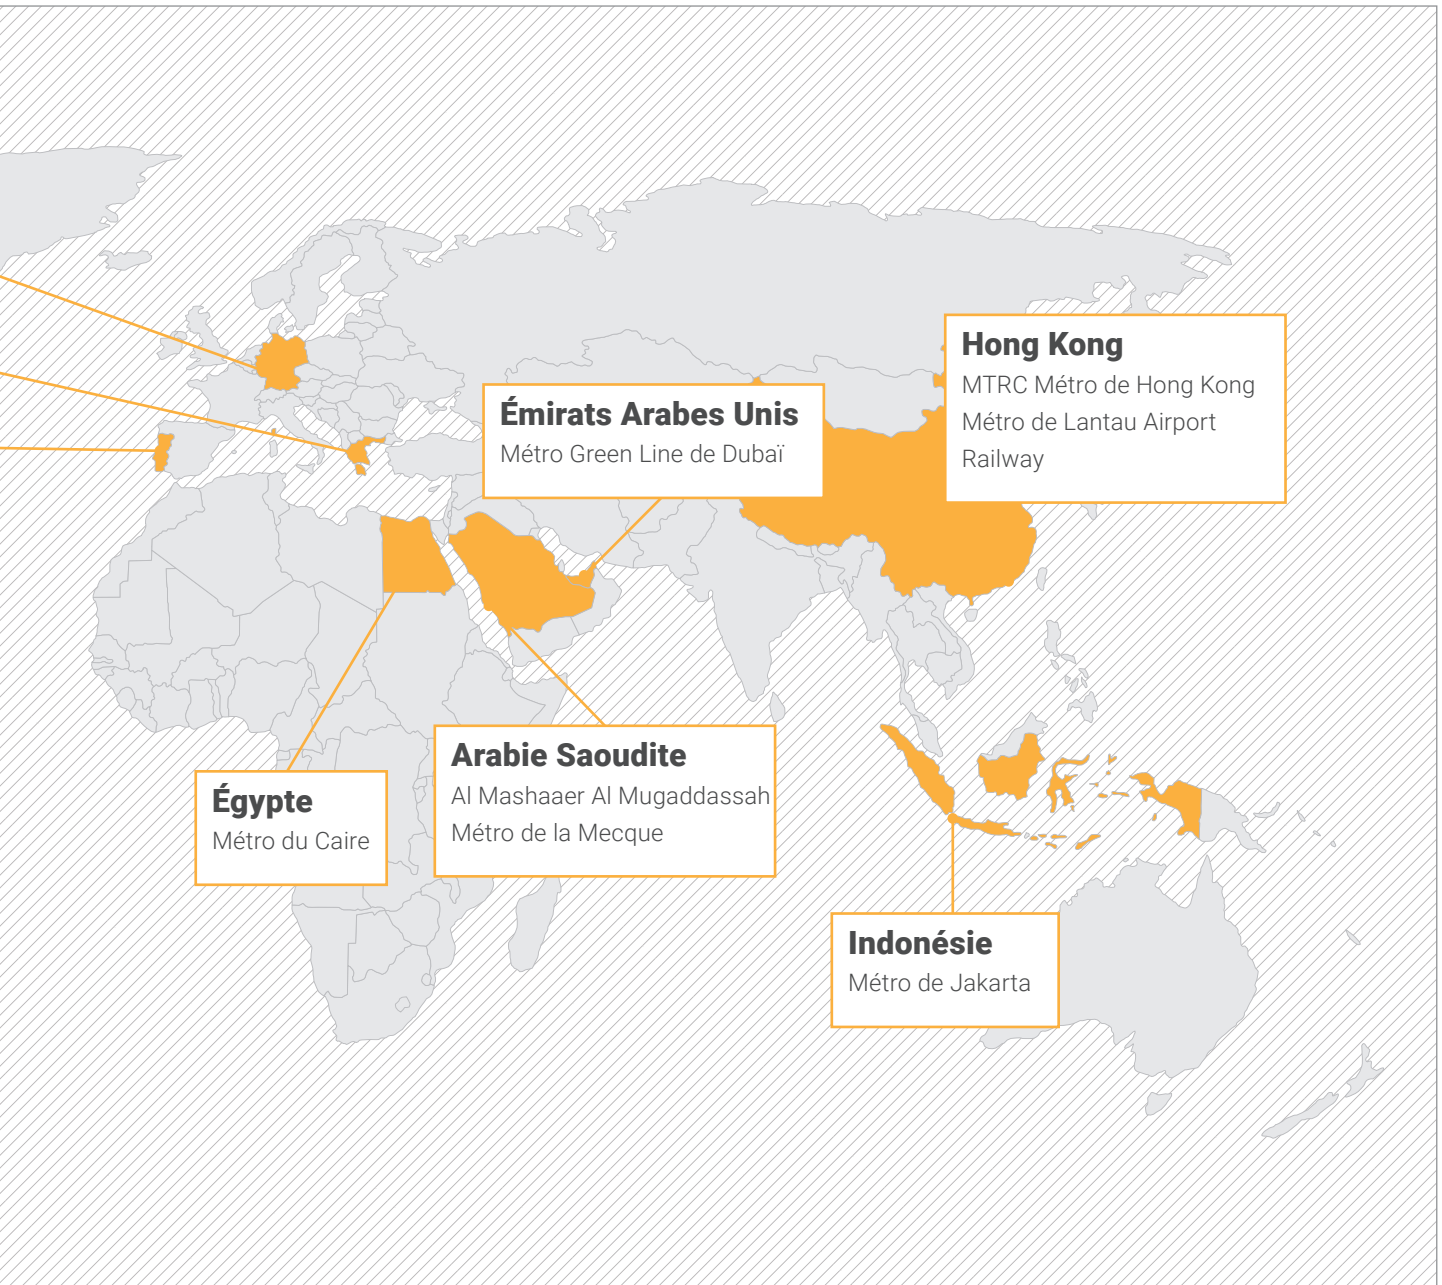 Hong Kong
MTRC Métro de Hong Kong
Métro de Lantau Airport
Railway
Émirats Arabes Unis
Métro Green Line de Dubaï
Arabie Saoudite
Al Mashaaer Al Mugaddassah
Métro de la Mecque
Égypte
Métro du Caire
Indonésie
Métro de Jakarta